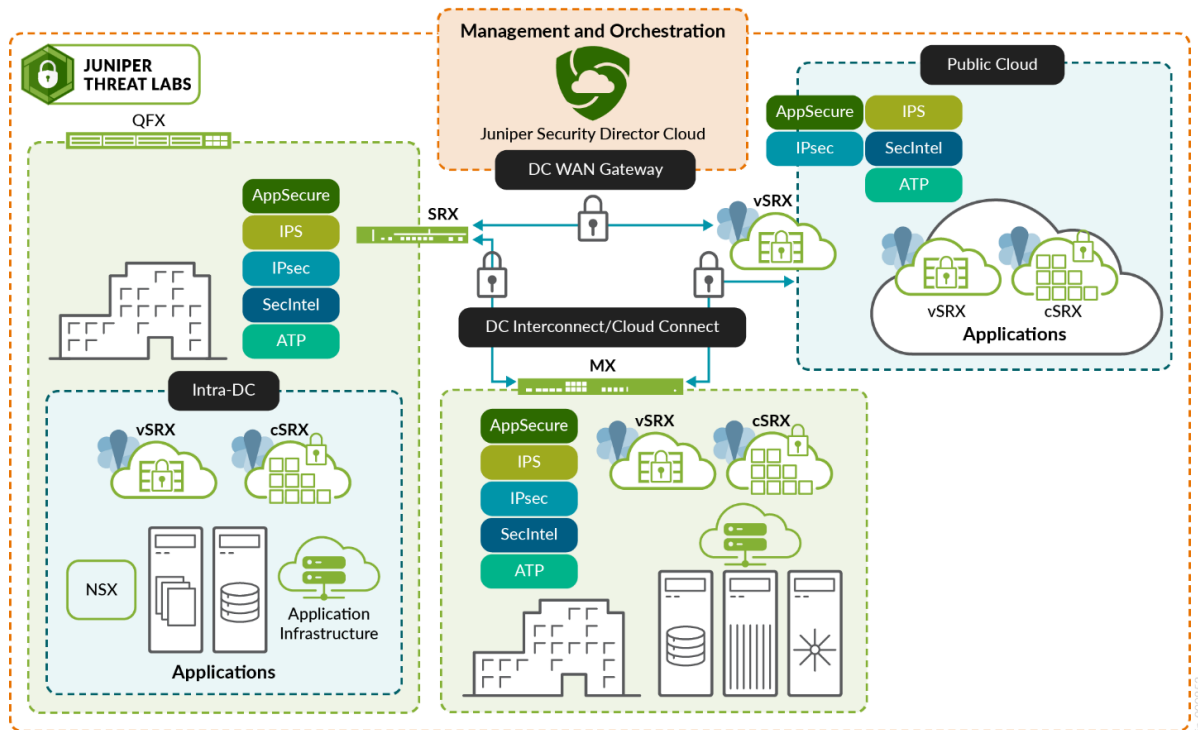 Management and Orchestration
Juniper Security Director Cloud
DC WAN Gateway
JUNIPER
THREAT LABS
QFX
AppSecure
IPS
IPsec
SecIntel
ATP
SRX
Intra-DC
vSRX
cSRX
NSX
Application
Infrastructure
Applications
DC Interconnect/Cloud Connect
MX
AppSecure
IPS
IPsec
SecIntel
ATP
vSRX
cSRX
Public Cloud
AppSecure
IPS
IPsec
SecIntel
ATP
vSRX
vSRX
cSRX
Applications